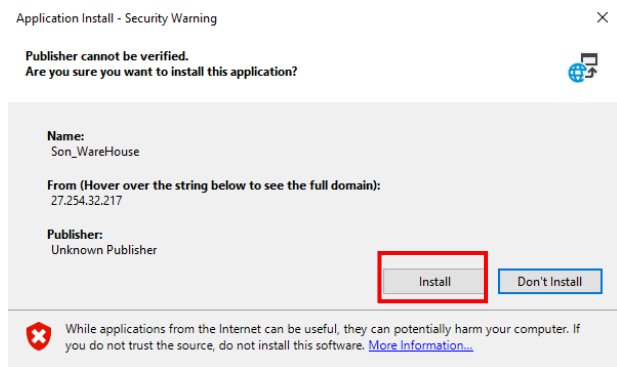 Application Install - Security Warning
Publisher cannot be verified.
Are you sure you want to install this application?
Name:
Son_WareHouse
From (Hover over the string below to see the full domain):
27.254.32.217
Publisher:
Unknown Publisher
Install
Don't Install
While applications from the Internet can be useful, they can potentially harm your computer. If
you do not trust the source, do not install this software. More Information...